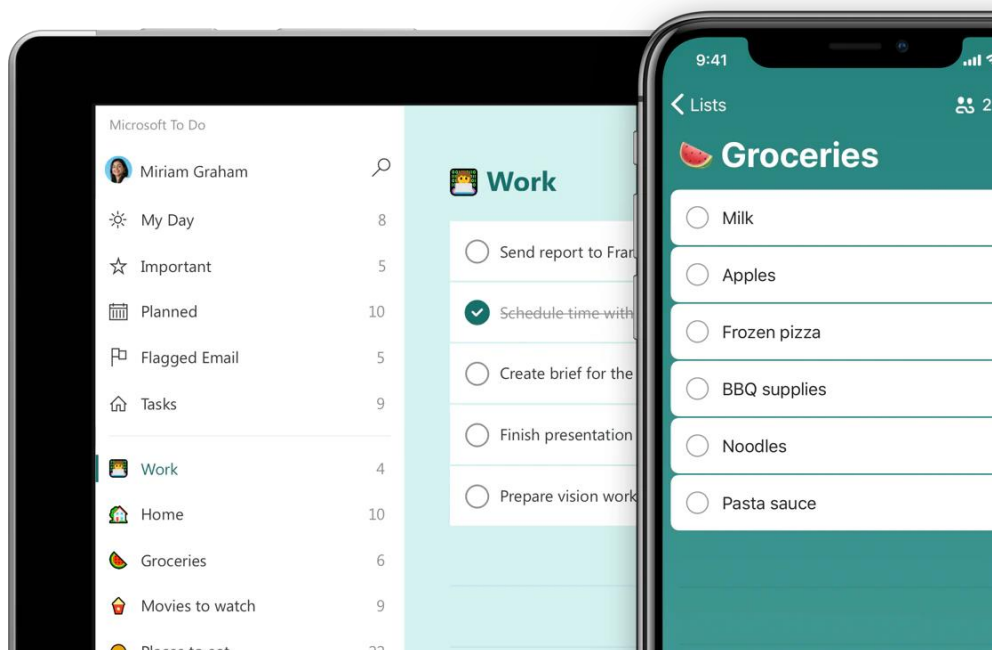 Microsoft To Do
Miriam Graham
My Day 8
Important 5
Planned 10
Flagged Email 5
Tasks 9
Work 4
Home 10
Groceries 6
Movies to watch 9
Work
Send report to
Schedule time with
Create brief for the
Finish presentation
Prepare vision
9:41
Lists 2
Groceries
Milk
Apples
Frozen pizza
BBQ supplies
Noodles
Pasta sauce